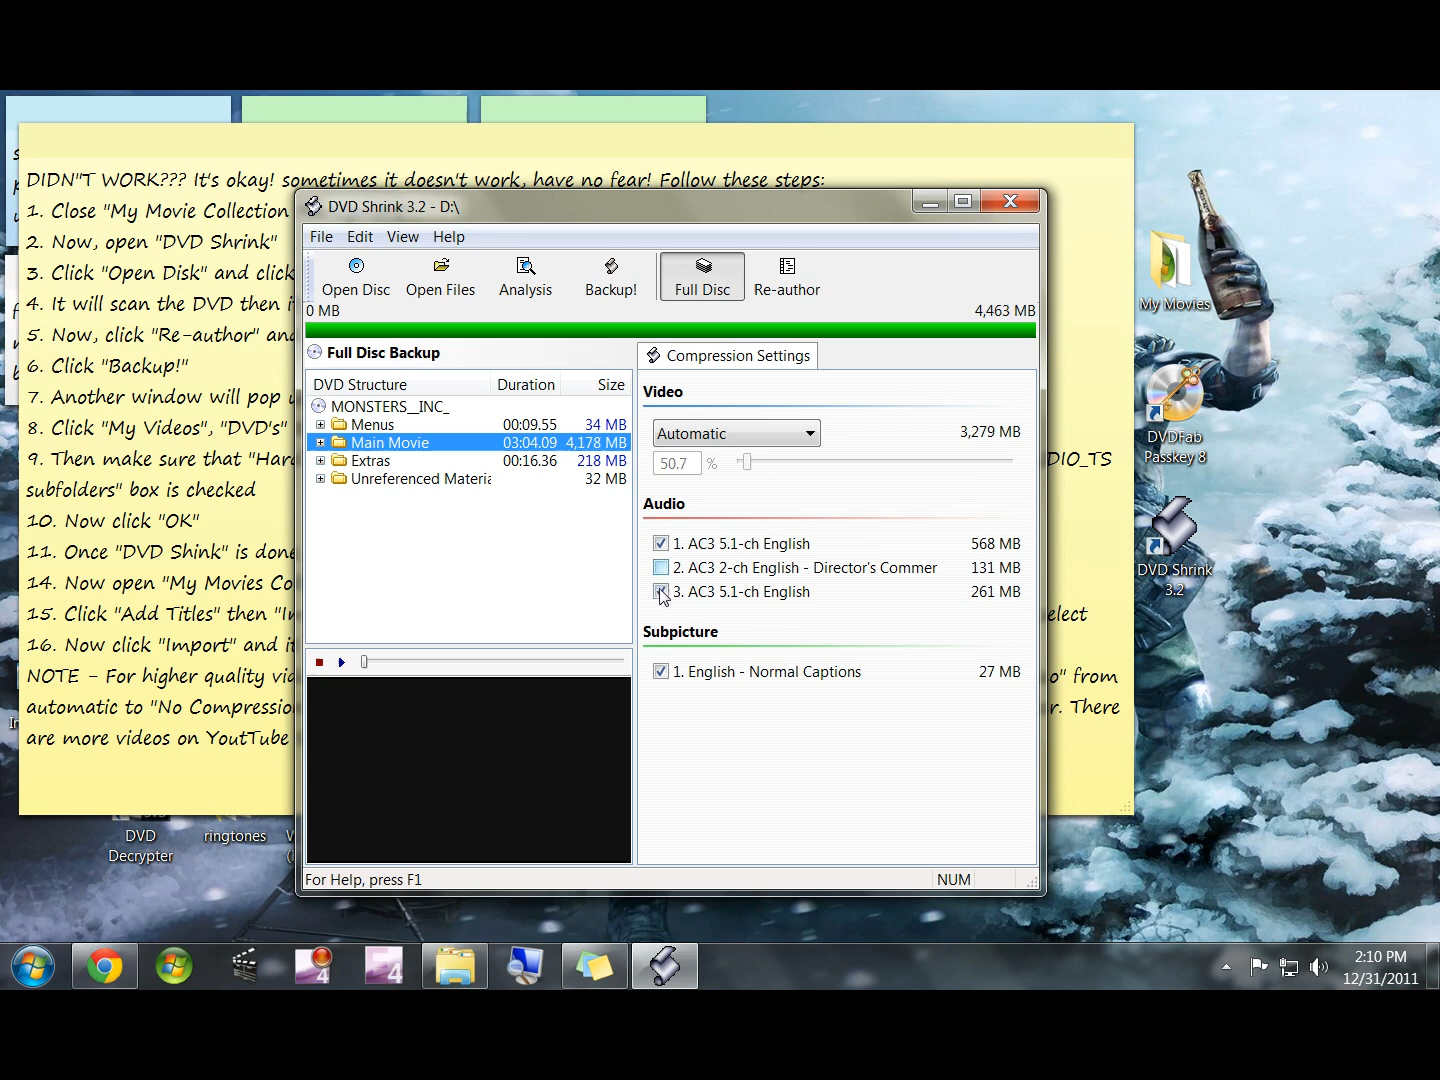 DIDN"T WORK??? It's okay! sometimes it doesn't work, have no fear! Follow these steps:
1. Close "My Movie Collection
2. Now, open "DVD Shrink"
3. Click "Open Disk" and click
4. It will scan the DVD then
5. Now, click "Re-author" and
6. Click "Backup!"
7. Another window will pop
8. Click "My Videos", "DVD's"
9. Then make sure that "Hard DIO_TS
subfolders" box is checked
10. Now click "OK"
11. Once "DVD Shink" is done
14. Now open "My Movies Co
15. Click "Add Titles" then "I elect
16. Now click "Import" and it
NOTE - For higher quality vid o" from
automatic to "No Compression r. There
are more videos on YoutTube
DVD Shrink 3.2 - D:\
File Edit View Help
Open Disc Open Files Analysis Backup! Full Disc Re-author
0 MB 4,463 MB
Full Disc Backup
DVD Structure Duration Size
MONSTERS__INC_
Menus 00:09.55 34 MB
Main Movie 03:04.09 4,178 MB
Extras 00:16.36 218 MB
Unreferenced Materia 32 MB
Compression Settings
Video
Automatic 3,279 MB
50.7 %
Audio
1. AC3 5.1-ch English 568 MB
2. AC3 2-ch English - Director's Commer 131 MB
3. AC3 5.1-ch English 261 MB
Subpicture
1. English - Normal Captions 27 MB
For Help, press F1 NUM
My Movies
DVDFab
Passkey 8
DVD Shrink
3.2
DVD
Decrypter
ringtones
2:10 PM
12/31/2011